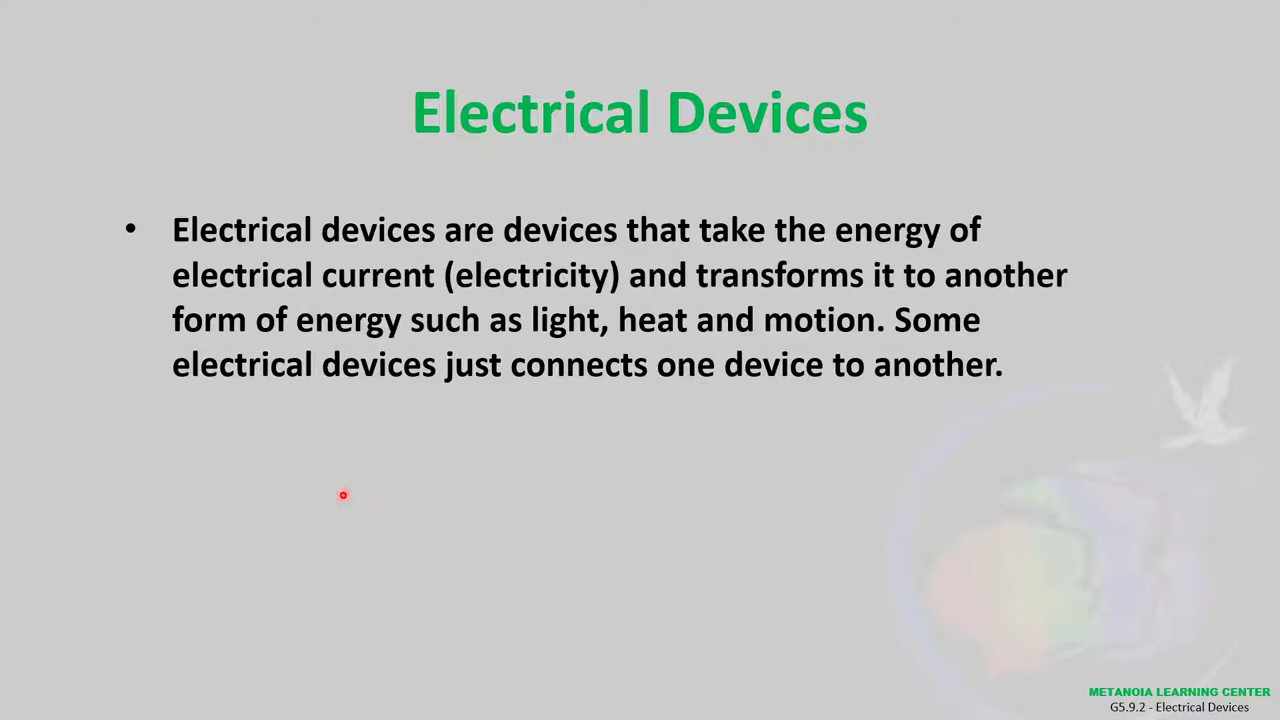 Electrical Devices
• Electrical devices are devices that take the energy of
electrical current (electricity) and transforms it to another
form of energy such as light, heat and motion. Some
electrical devices just connects one device to another.
METANOIA LEARNING CENTER
G5.9.2 - Electrical Devices